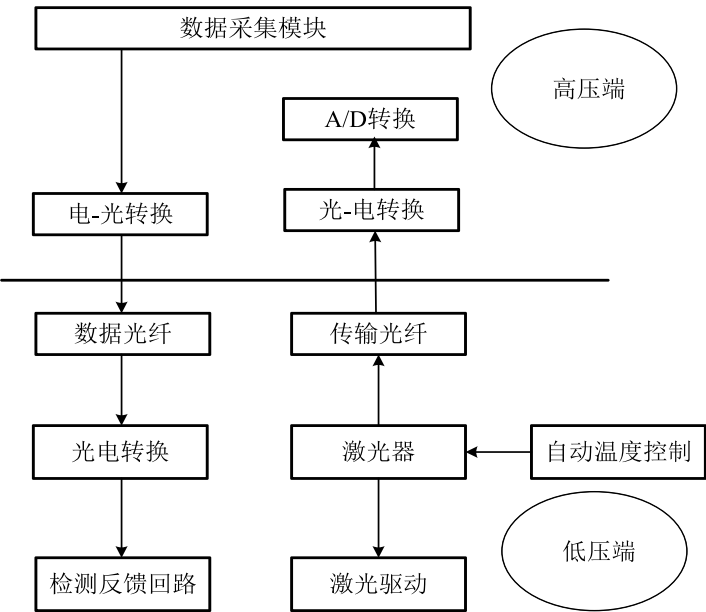 数据采集模块
高压端
A/D转换
电-光转换
光-电转换
数据光纤
传输光纤
光电转换
激光器
自动温度控制
检测反馈回路
激光驱动
低压端